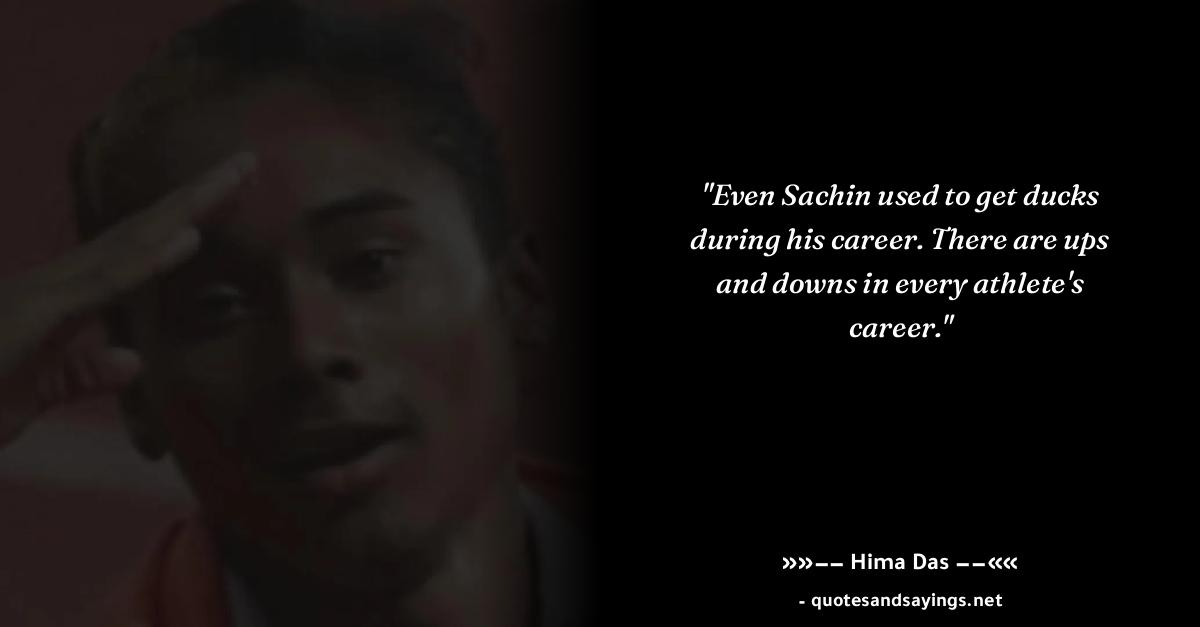 "Even Sachin used to get ducks
during his career. There are ups
and downs in every athlete's
career."
»»–– Hima Das ––««
- quotesandsayings.net